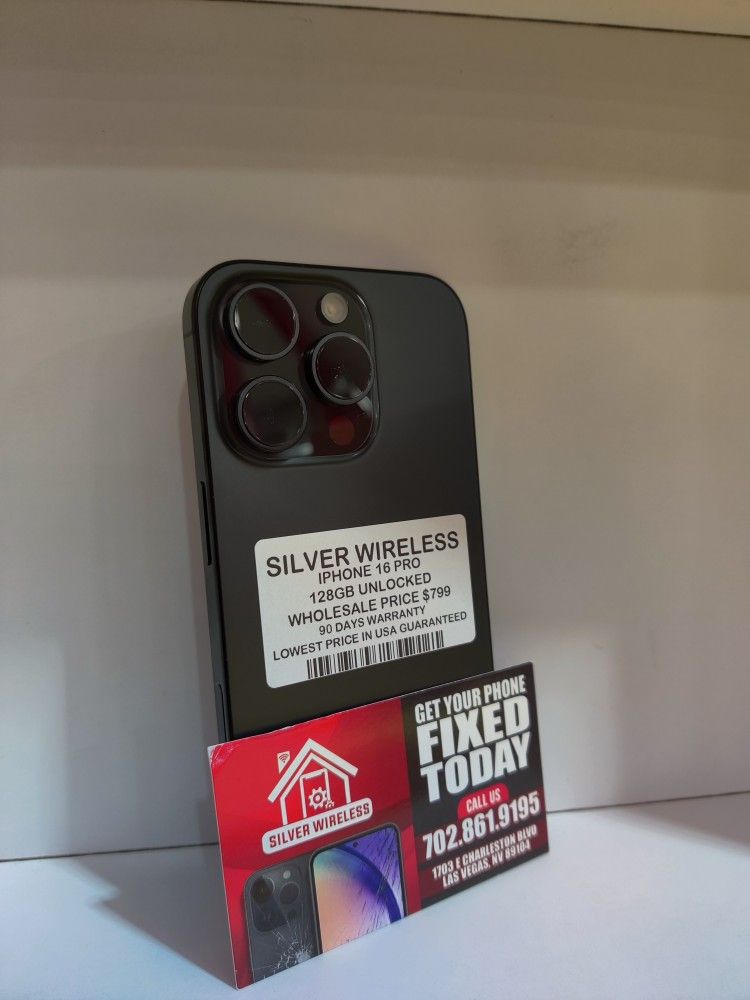 SILVER WIRELESS
IPHONE 16 PRO
128GB UNLOCKED
WHOLESALE PRICE $799
90 DAYS WARRANTY
LOWEST PRICE IN USA GUARANTEED
SILVER WIRELESS
GET YOUR PHONE
FIXED
TODAY
CALL US
702.861.9195
1703 E CHARLESTON BLVD
LAS VEGAS, NV 89104